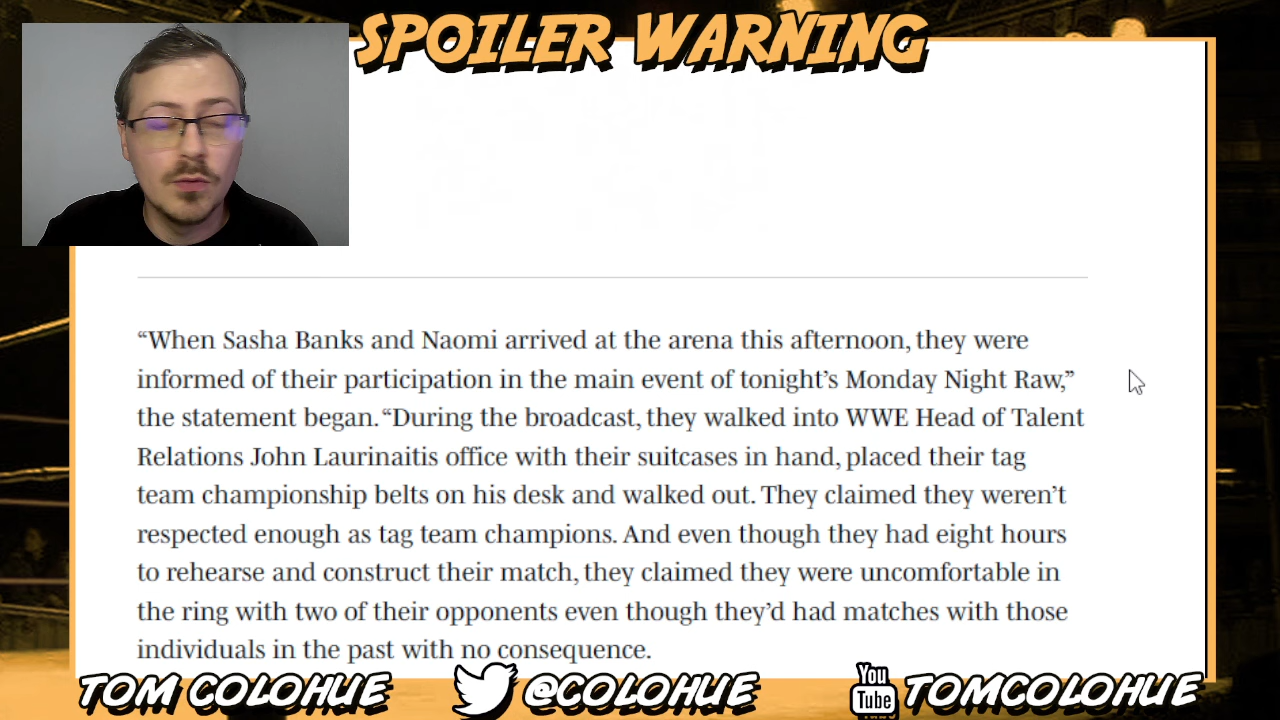 SPOILER WARNING
“When Sasha Banks and Naomi arrived at the arena this afternoon, they were
informed of their participation in the main event of tonight’s Monday Night Raw,”
the statement began. “During the broadcast, they walked into WWE Head of Talent
Relations John Laurinaitis office with their suitcases in hand, placed their tag
team championship belts on his desk and walked out. They claimed they weren’t
respected enough as tag team champions. And even though they had eight hours
to rehearse and construct their match, they claimed they were uncomfortable in
the ring with two of their opponents even though they’d had matches with those
individuals in the past with no consequence.
TOM COLOHUE @COLOHUE You Tube TOMCOLOHUE